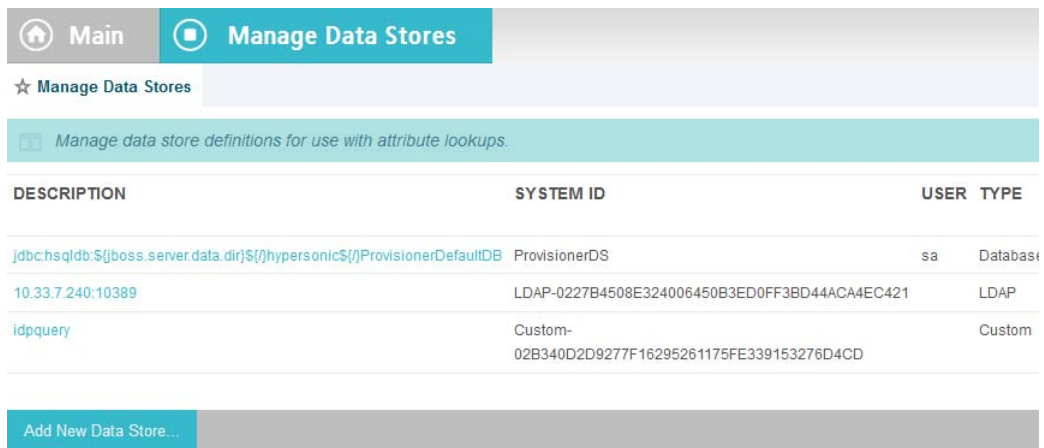 Main
Manage Data Stores
Manage Data Stores
Manage data store definitions for use with attribute lookups.
DESCRIPTION SYSTEM ID USER TYPE
jdbc:hsqldb:${jboss.server.data.dir}${/}hypersonic${/}ProvisionerDefaultDB ProvisionerDS sa Database
10.33.7.240:10389 LDAP-0227B4508E324006450B3ED0FF3BD44ACA4EC421 LDAP
idpquery Custom- Custom
02B340D2D9277F16295261175FE339153276D4CD
Add New Data Store...